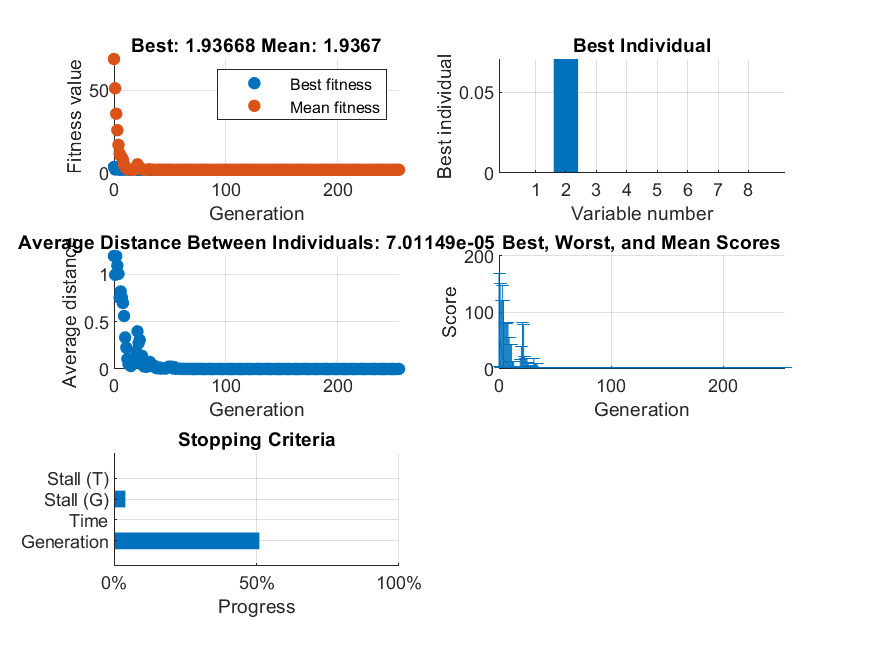 Best: 1.93668 Mean: 1.9367
Fitness value
50
0
Best fitness
Mean fitness
0 100 200
Generation
Best Individual
Best individual
0.05
0
1 2 3 4 5 6 7 8
Variable number
Average Distance Between Individuals: 7.01149e-05
Average distance
1
0.5
0
0 100 200
Generation
Best, Worst, and Mean Scores
Score
200
100
0
0 100 200
Generation
Stopping Criteria
Stall (T)
Stall (G)
Time
Generation
0% 50% 100%
Progress